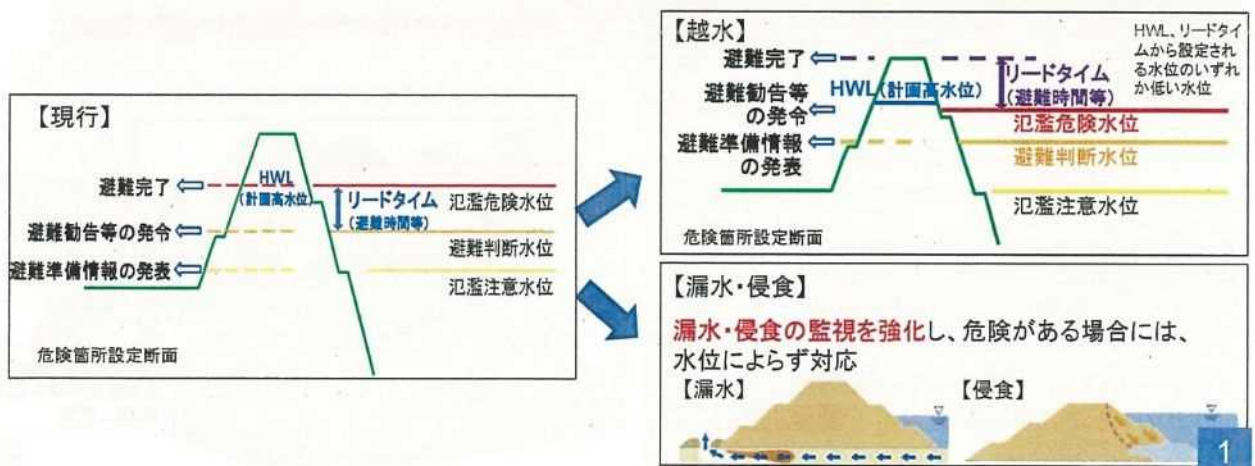 【現行】
HWL
(計画高水位)
避難完了
リードタイム
(避難時間等)
氾濫危険水位
避難勧告等の発令
避難判断水位
避難準備情報の発表
氾濫注意水位
危険箇所設定断面
【越水】
HWL、リードタイ
ムから設定され
る水位のいずれ
か低い水位
避難完了
リードタイム
(避難時間等)
HWL(計画高水位)
避難勧告等
の発令
氾濫危険水位
避難準備情報
の発表
避難判断水位
氾濫注意水位
危険箇所設定断面
【漏水・侵食】
漏水・侵食の監視を強化し、危険がある場合には、
水位によらず対応
【漏水】
【侵食】
1